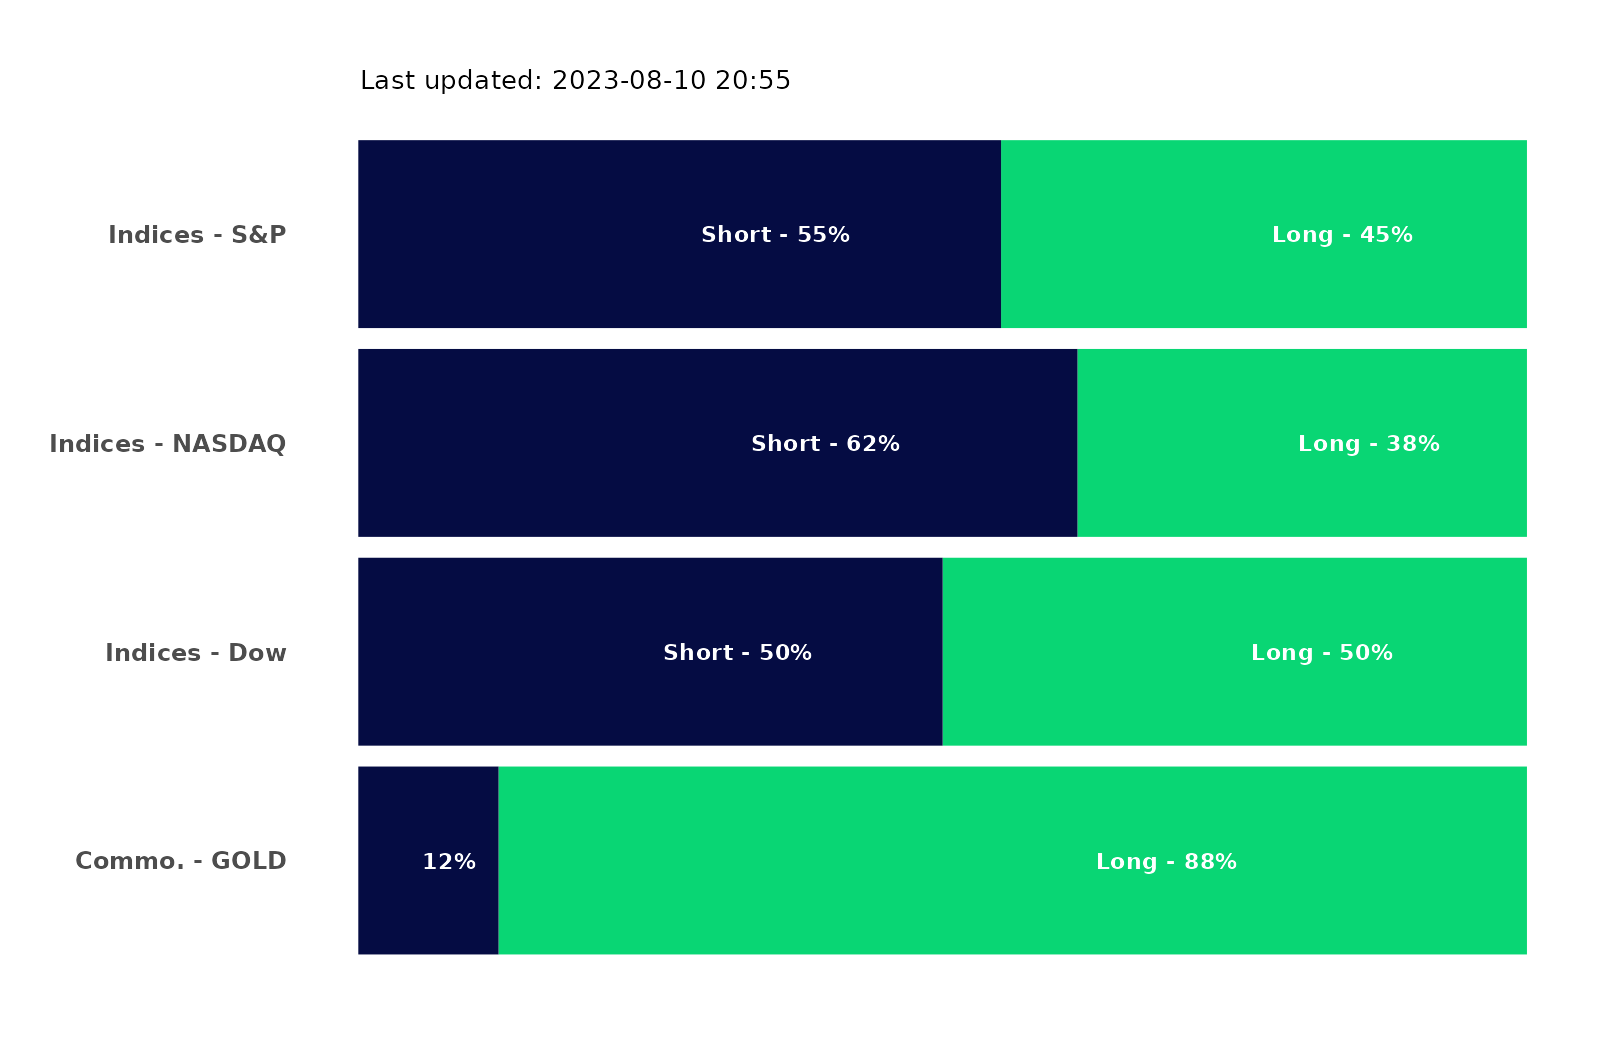 Last updated: 2023-08-10 20:55
Indices - S&P Short - 55% Long - 45%
Indices - NASDAQ Short - 62% Long - 38%
Indices - Dow Short - 50% Long - 50%
Commo. - GOLD 12% Long - 88%